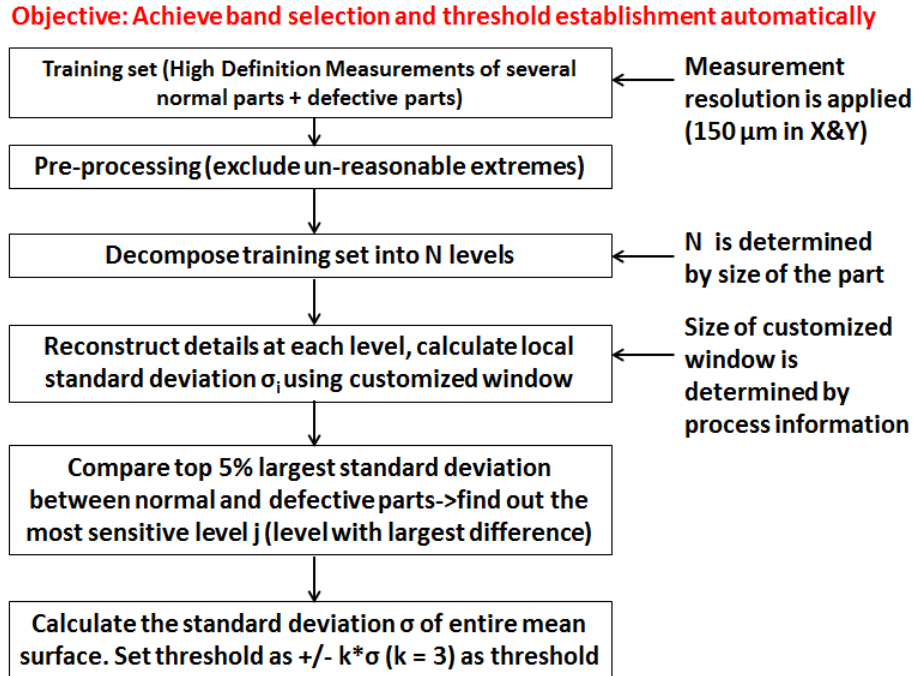 Objective: Achieve band selection and threshold establishment automatically
Training set (High Definition Measurements of several
normal parts + defective parts)
Measurement
resolution is applied
(150 µm in X&Y)
Pre-processing (exclude un-reasonable extremes)
Decompose training set into N levels
N is determined
by size of the part
Reconstruct details at each level, calculate local
standard deviation σi using customized window
Size of customized
window is
determined by
process information
Compare top 5% largest standard deviation
between normal and defective parts->find out the
most sensitive level j (level with largest difference)
Calculate the standard deviation σ of entire mean
surface. Set threshold as +/- k*σ (k = 3) as threshold